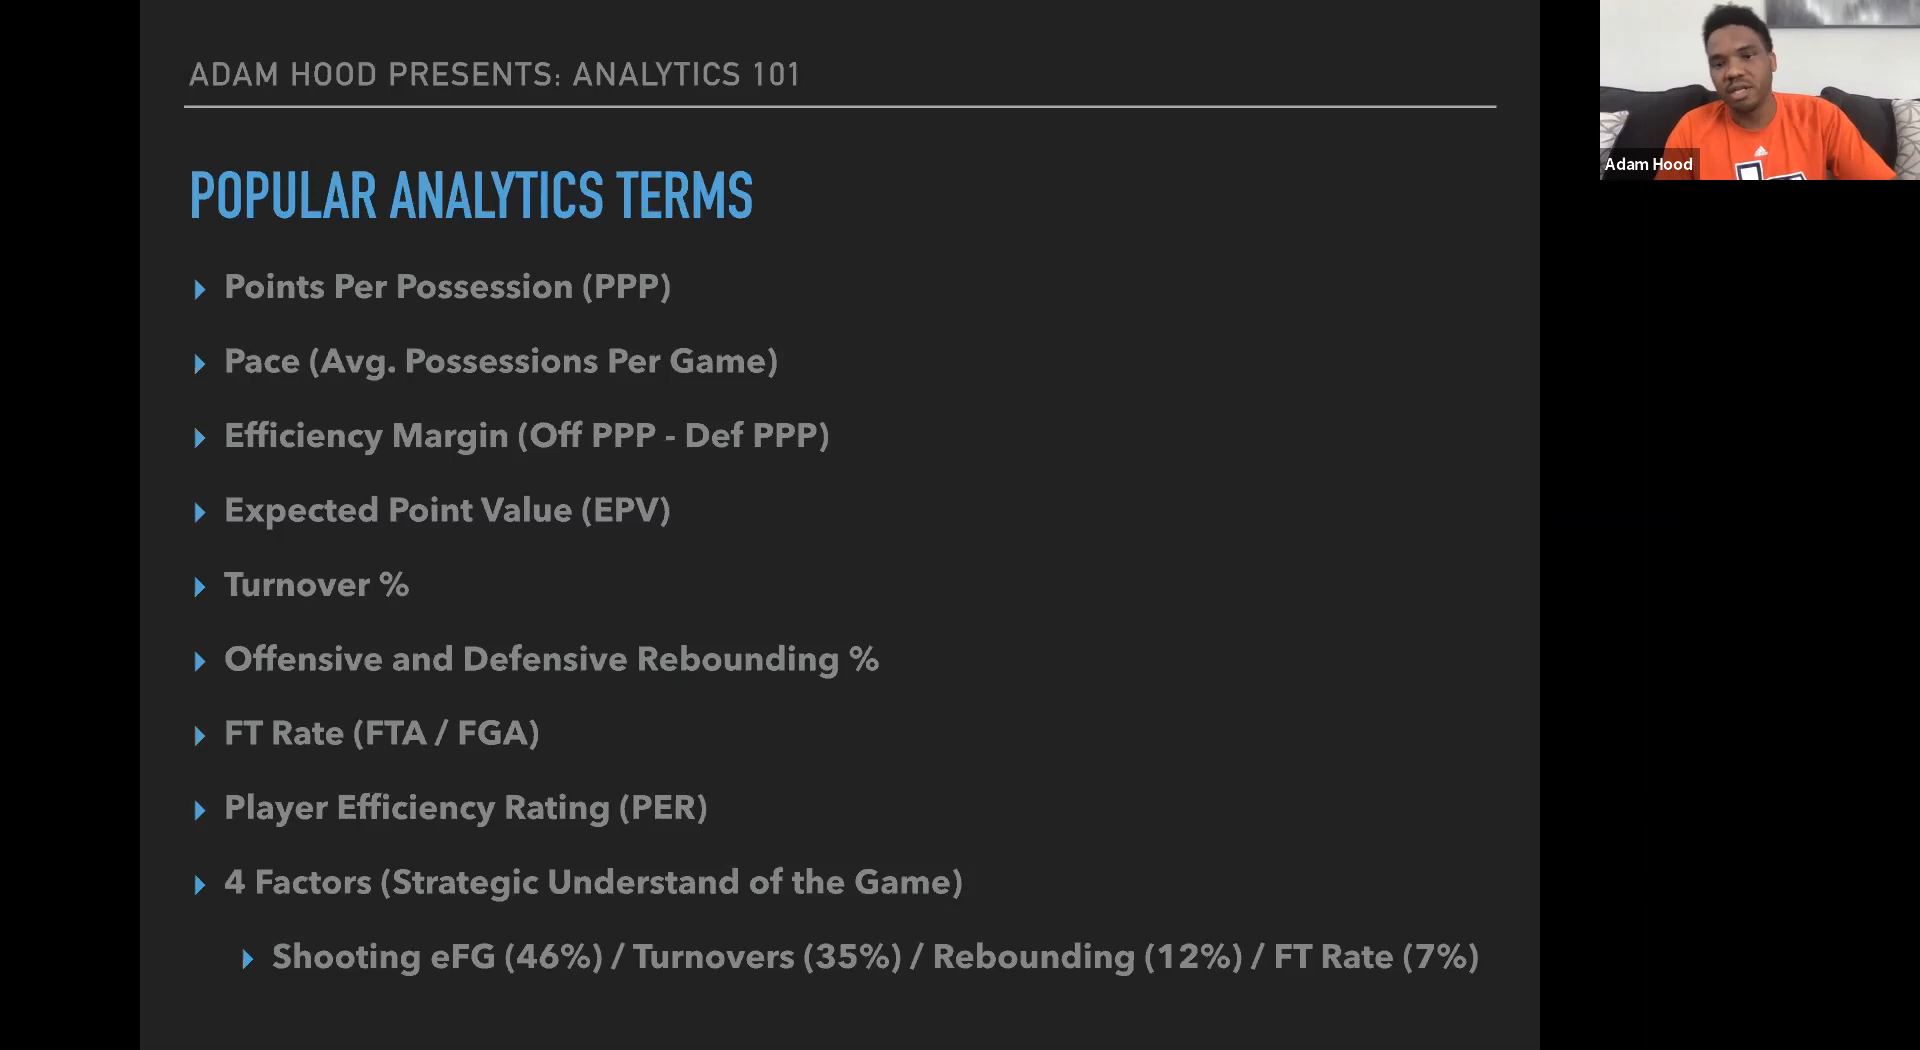 ADAM HOOD PRESENTS: ANALYTICS 101
POPULAR ANALYTICS TERMS
Points Per Possession (PPP)
Pace (Avg. Possessions Per Game)
Efficiency Margin (Off PPP - Def PPP)
Expected Point Value (EPV)
Turnover %
Offensive and Defensive Rebounding %
FT Rate (FTA / FGA)
Player Efficiency Rating (PER)
4 Factors (Strategic Understand of the Game)
Shooting eFG (46%) / Turnovers (35%) / Rebounding (12%) / FT Rate (7%)
Adam Hood